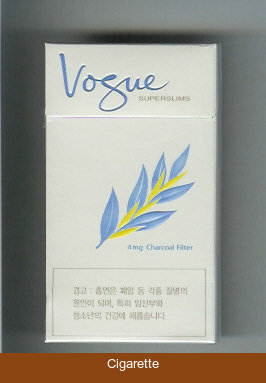 Vogue
SUPERSLIMS
4mg Charcoal Filter
경고 : 흡연은 폐암 등 각종 질병의
원인이 되며, 특히 임신부와
청소년의 건강에 해롭습니다.
Cigarette